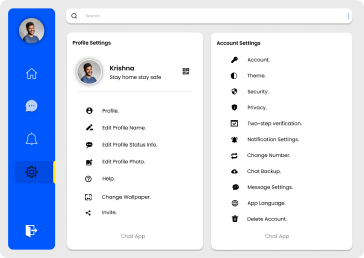 Search
Profile Settings
Krishna
Stay home stay safe
Profile.
Edit Profile Name.
Edit Profile Status Info.
Edit Profile Photo.
Help.
Change Wallpaper.
Invite.
Chat App
Account Settings
Account.
Theme.
Security.
Privacy.
Two-step verification.
Notification Settings.
Change Number.
Chat Backup.
Message Settings.
App Language.
Delete Account.
Chat App